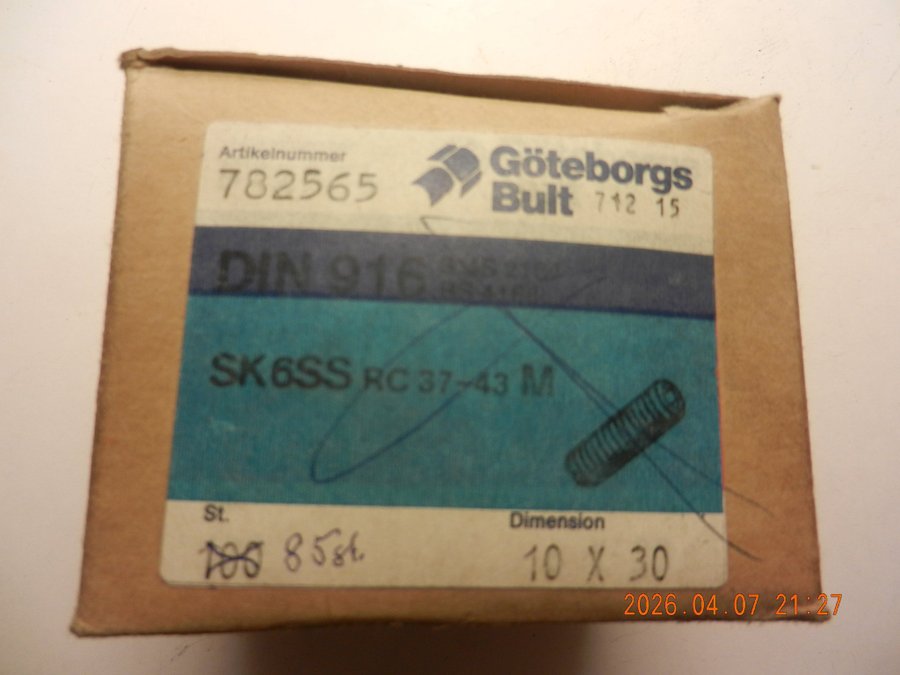 Artikelnummer
782565
Göteborgs
Bult 712 15
DIN 916
SK6SS RC 37-43 M
St.
100 85st.
Dimension
10 X 30
2026.04.07 21:27